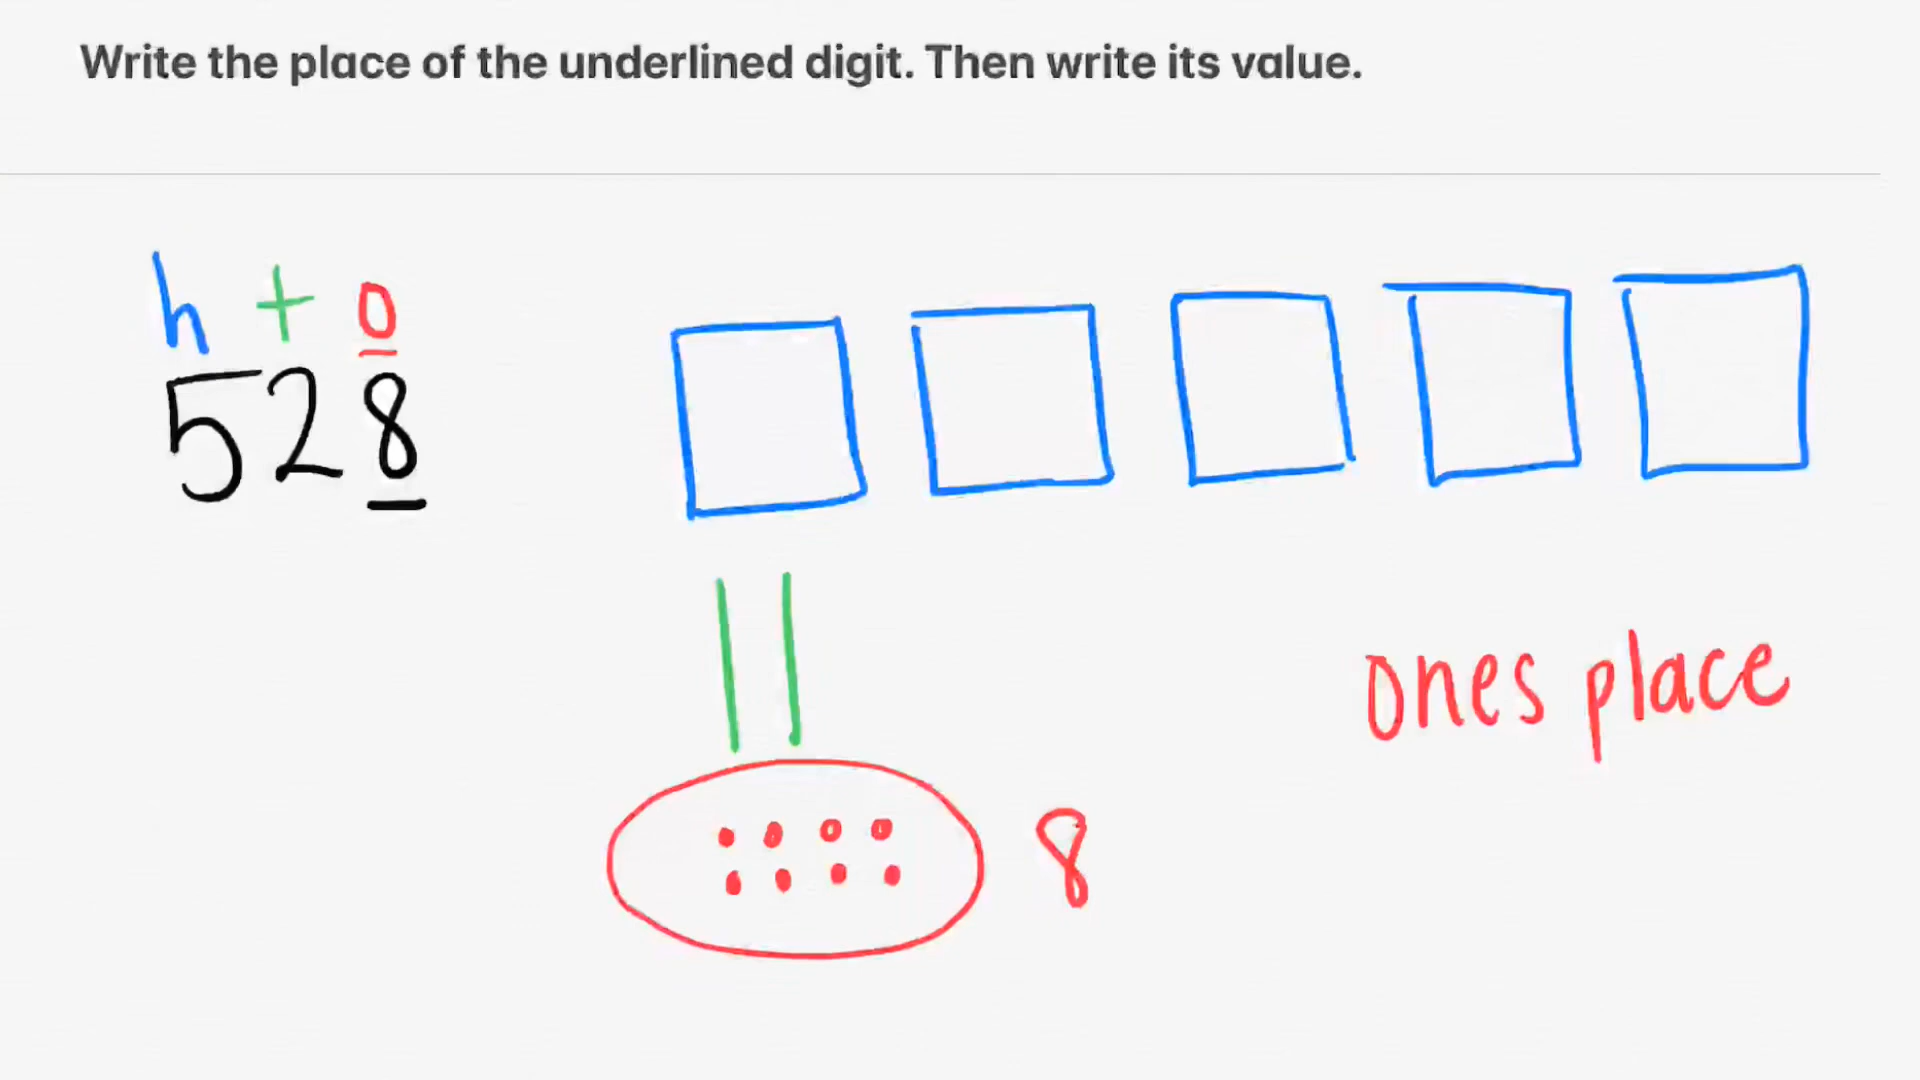 Write the place of the underlined digit. Then write its value.
h t o
528
ones place
8